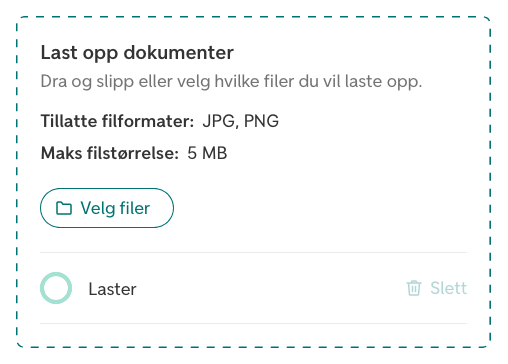 Last opp dokumenter
Dra og slipp eller velg hvilke filer du vil laste opp.
Tillatte filformater: JPG, PNG
Maks filstørrelse: 5 MB
Velg filer
Laster Slett